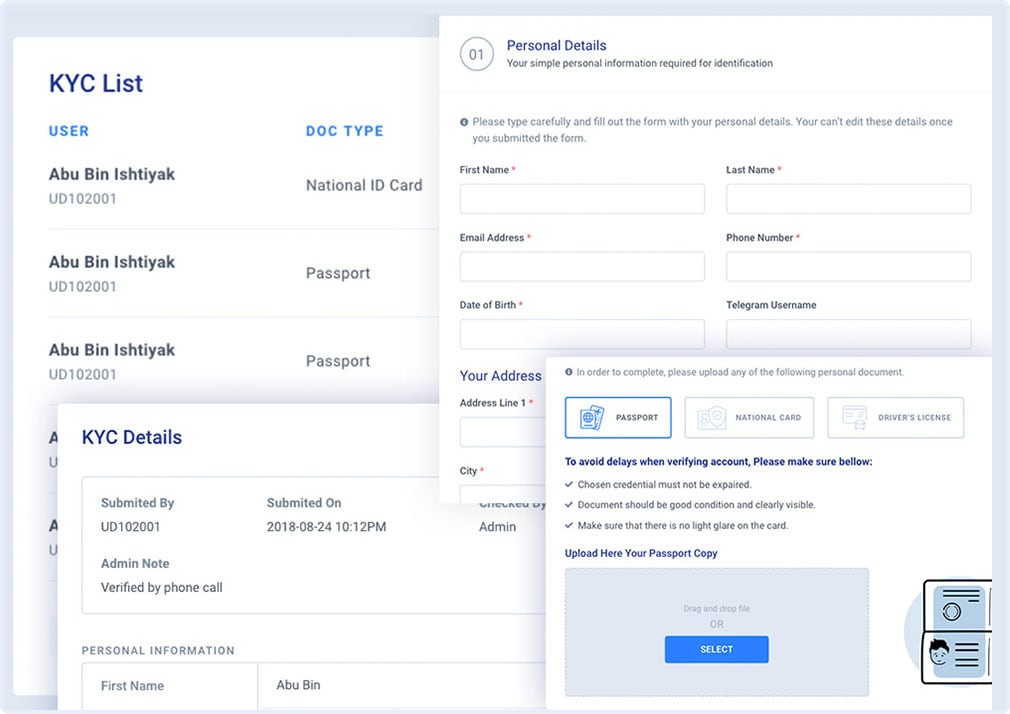 KYC List
USER
DOC TYPE
Abu Bin Ishtiyak
UD102001
National ID Card
Abu Bin Ishtiyak
UD102001
Passport
Abu Bin Ishtiyak
UD102001
Passport
KYC Details
Submited By
Submited On
Checked By
UD102001
2018-08-24 10:12PM
Admin
Admin Note
Verified by phone call
PERSONAL INFORMATION
First Name
Abu Bin
01
Personal Details
Your simple personal information required for identification
Please type carefully and fill out the form with your personal details. Your can't edit these details once
you submitted the form.
First Name *
Last Name *
Email Address *
Phone Number *
Date of Birth *
Telegram Username
Your Address
Address Line 1 *
City *
In order to complete, please upload any of the following personal document.
PASSPORT
NATIONAL CARD
DRIVER'S LICENSE
To avoid delays when verifying account, Please make sure bellow:
Chosen credential must not be expaired.
Document should be good condition and clearly visible.
Make sure that there is no light glare on the card.
Upload Here Your Passport Copy
Drag and drop file
OR
SELECT